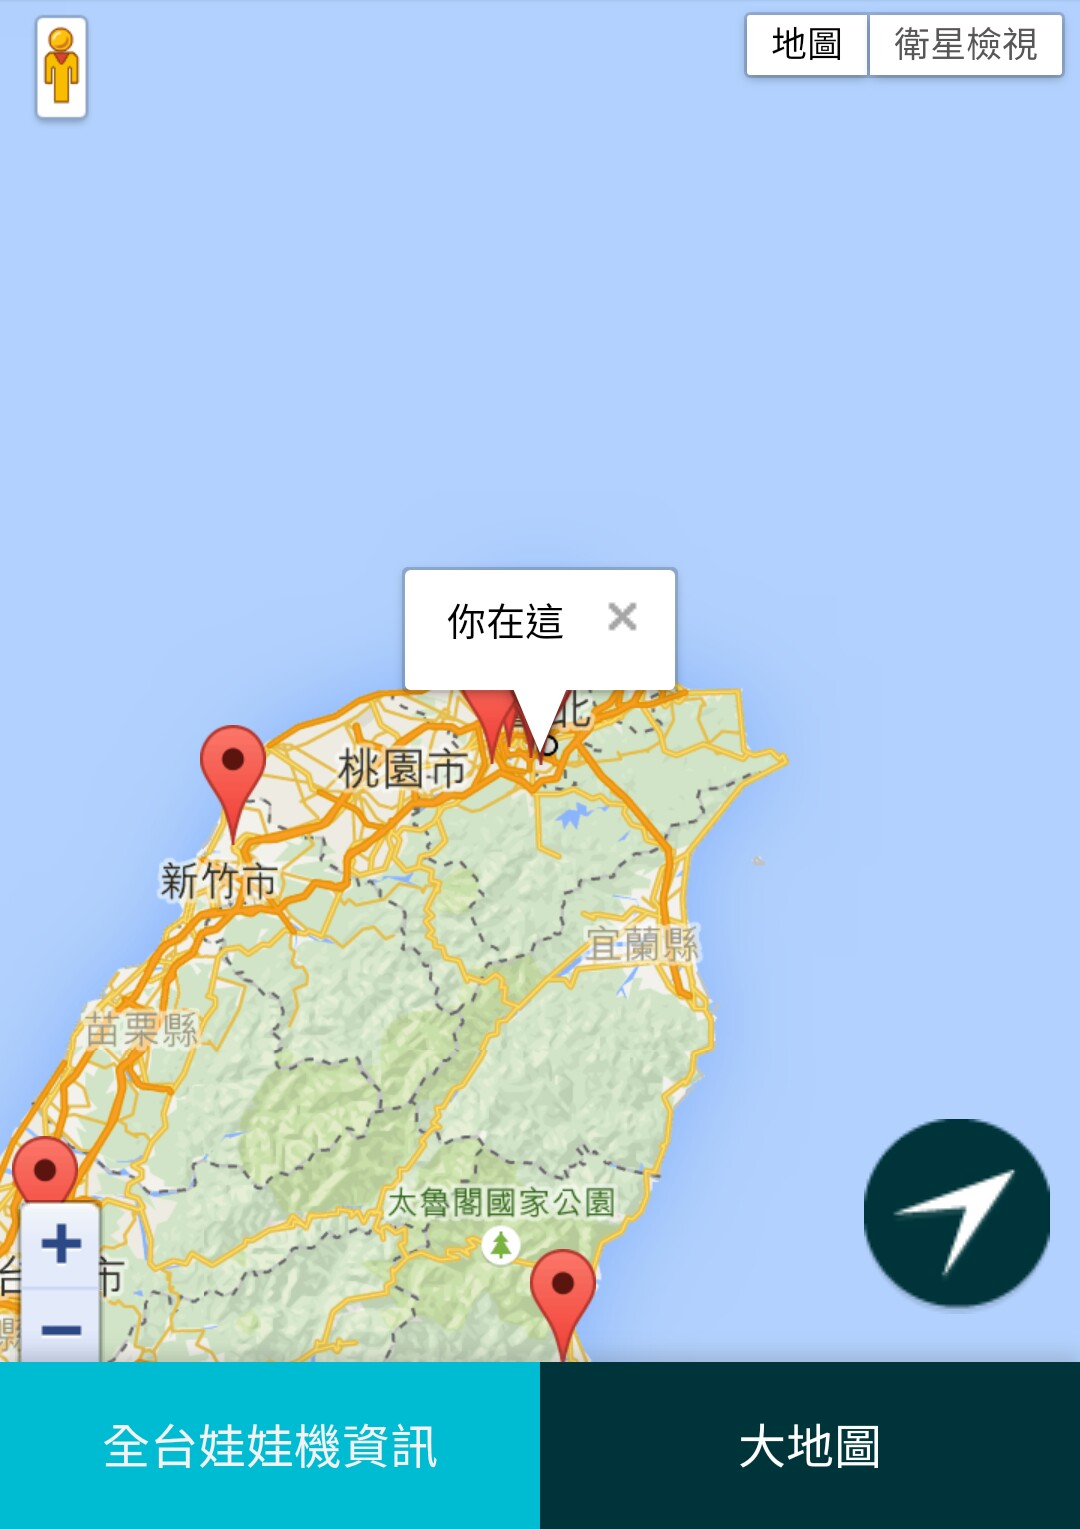 地圖
衛星檢視
你在這
北
桃園市
新竹市
宜蘭縣
苗栗縣
太魯閣國家公園
+
台 市
縣
−
全台娃娃機資訊
大地圖